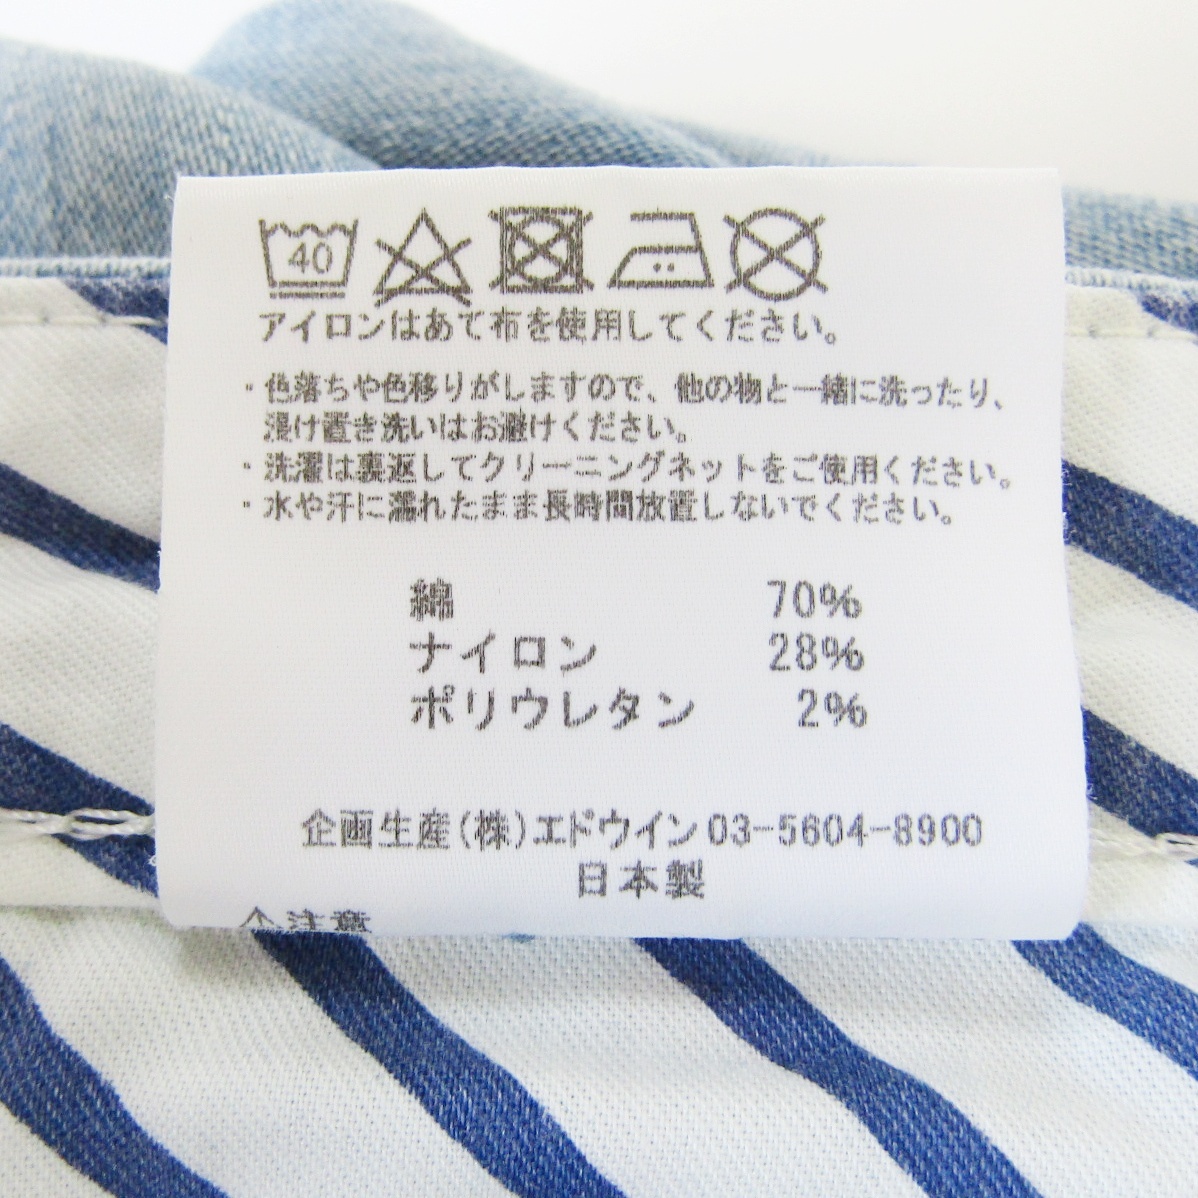 40
アイロンはあて布を使用してください。
・色落ちや色移りがしますので、他の物と一緒に洗ったり、
浸け置き洗いはお避けください。
・洗濯は裏返してクリーニングネットをご使用ください。
・水や汗に濡れたまま長時間放置しないでください。
綿 70%
ナイロン 28%
ポリウレタン 2%
企画生産(株)エドウイン03-5604-8900
日本製
⚠注意